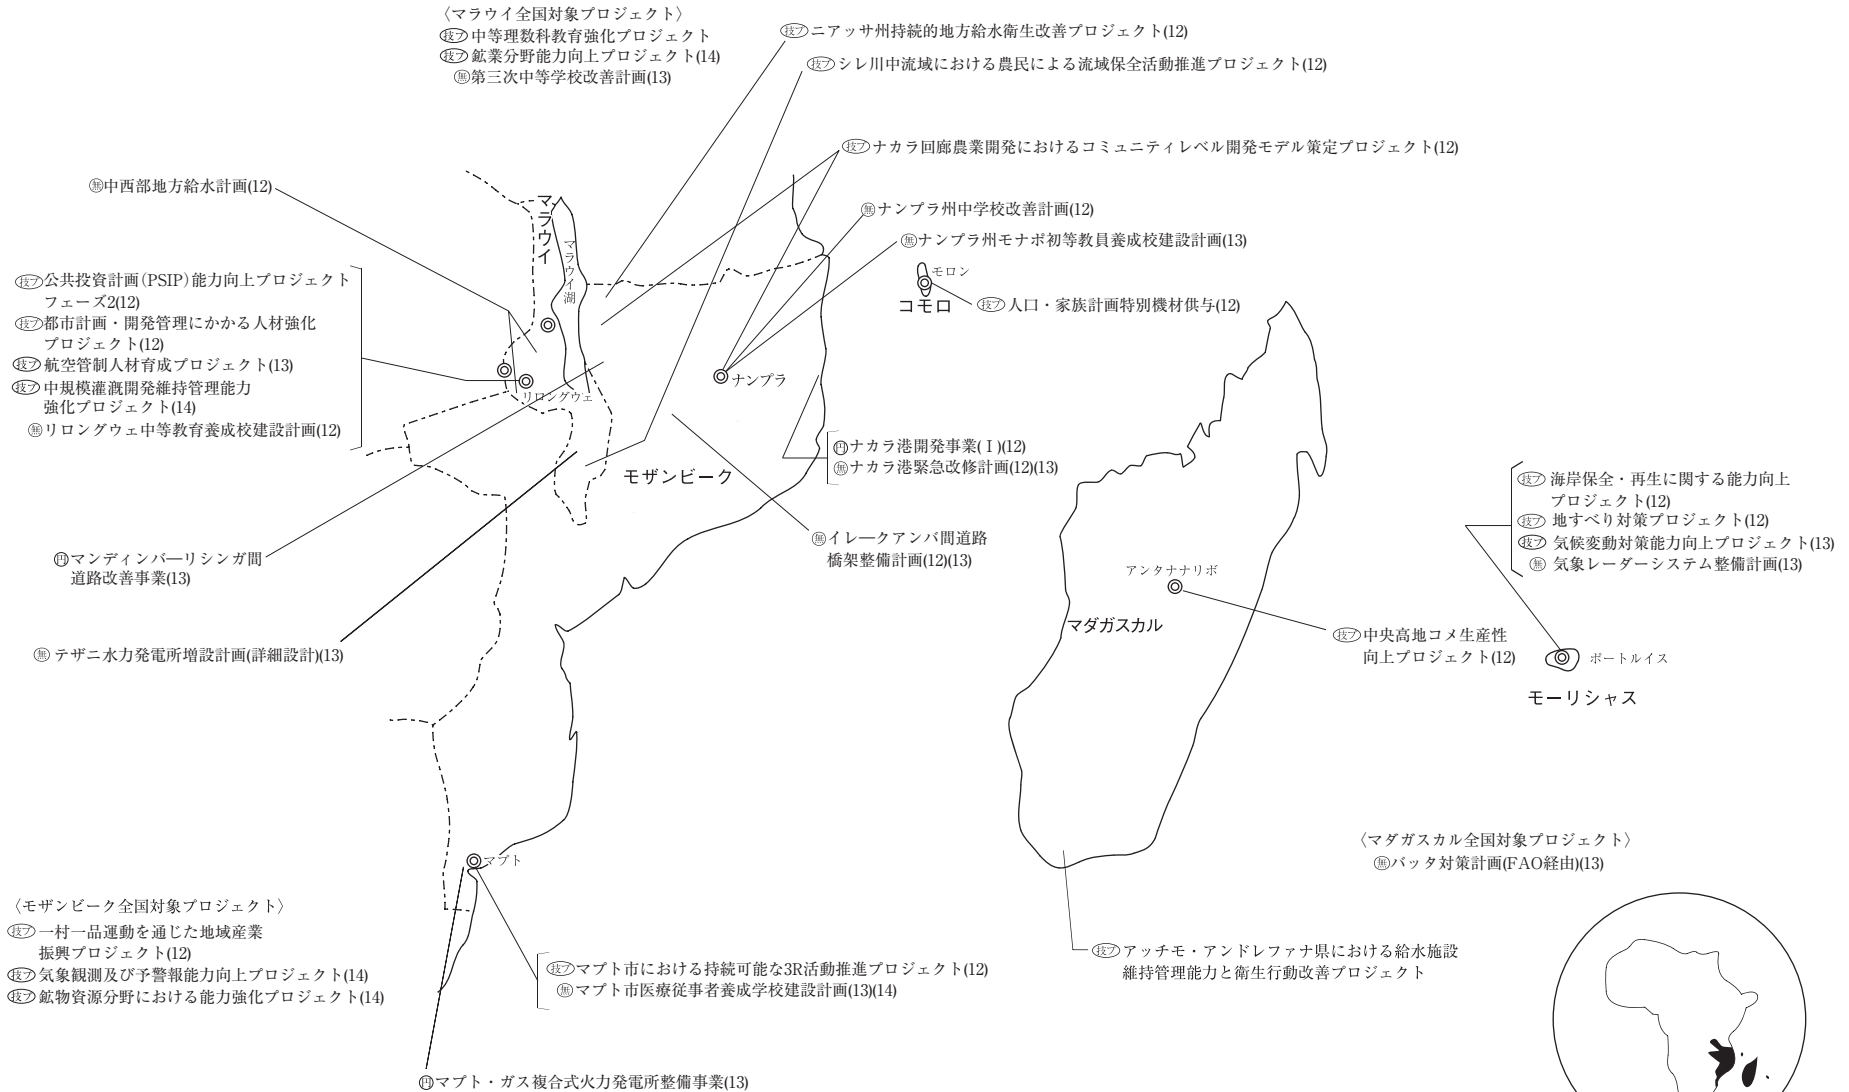 〈マラウイ全国対象プロジェクト〉
技プ 中等理数科教育強化プロジェクト
技プ 鉱業分野能力向上プロジェクト(14)
無 第三次中等学校改善計画(13)
技プ ニアッサ州持続的地方給水衛生改善プロジェクト(12)
技プ シレ川中流域における農民による流域保全活動推進プロジェクト(12)
技プ ナカラ回廊農業開発におけるコミュニティレベル開発モデル策定プロジェクト(12)
無 中西部地方給水計画(12)
無 ナンプラ州中学校改善計画(12)
無 ナンプラ州モナポ初等教員養成校建設計画(13)
マラウイ
マラウイ湖
モロン
コモロ
技プ 人口・家族計画特別機材供与(12)
技プ 公共投資計画(PSIP)能力向上プロジェクト
フェーズ2(12)
技プ 都市計画・開発管理にかかる人材強化
プロジェクト(12)
技プ 航空管制人材育成プロジェクト(13)
技プ 中規模灌漑開発維持管理能力
強化プロジェクト(14)
無 リロングウェ中等教育養成校建設計画(12)
リロングウェ
ナンプラ
モザンビーク
円 ナカラ港開発事業(Ⅰ)(12)
無 ナカラ港緊急改修計画(12)(13)
無 イレ―クアンバ間道路
橋架整備計画(12)(13)
円 マンディンバ―リシンガ間
道路改善事業(13)
無 テザニ水力発電所増設計画(詳細設計)(13)
アンタナナリボ
マダガスカル
技プ 中央高地コメ生産性
向上プロジェクト(12)
技プ 海岸保全・再生に関する能力向上
プロジェクト(12)
技プ 地すべり対策プロジェクト(12)
技プ 気候変動対策能力向上プロジェクト(13)
無 気象レーダーシステム整備計画(13)
ポートルイス
モーリシャス
マプト
〈マダガスカル全国対象プロジェクト〉
無 バッタ対策計画(FAO経由)(13)
〈モザンビーク全国対象プロジェクト〉
技プ 一村一品運動を通じた地域産業
振興プロジェクト(12)
技プ 気象観測及び予警報能力向上プロジェクト(14)
技プ 鉱物資源分野における能力強化プロジェクト(14)
技プ マプト市における持続可能な3R活動推進プロジェクト(12)
無 マプト市医療従事者養成学校建設計画(13)(14)
技プ アッチモ・アンドレファナ県における給水施設
維持管理能力と衛生行動改善プロジェクト
円 マプト・ガス複合式火力発電所整備事業(13)